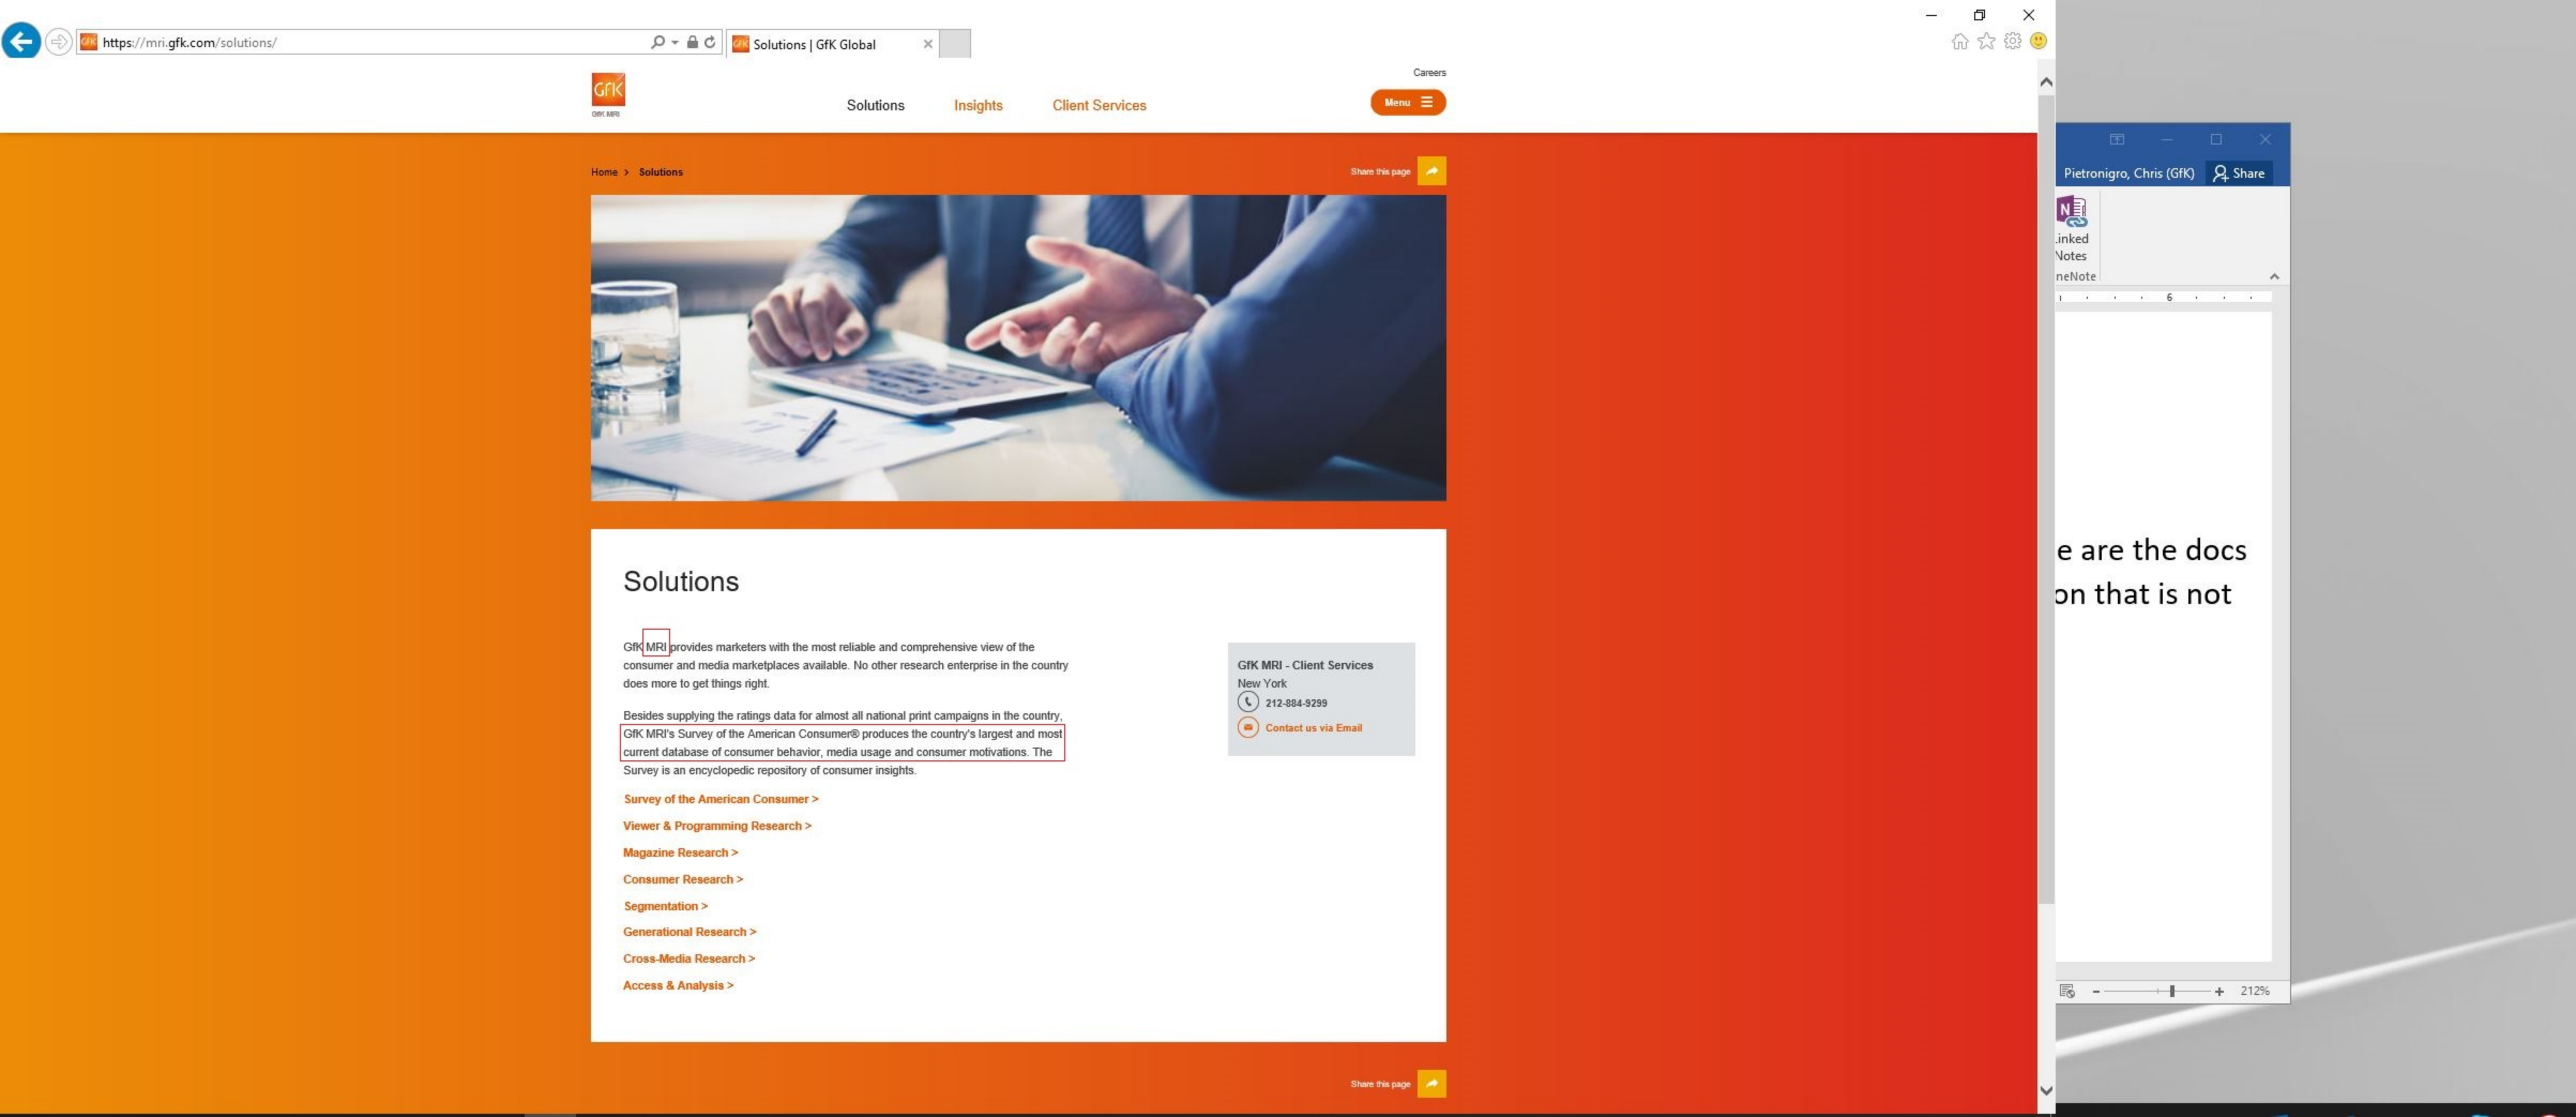 https://mri.gfk.com/solutions/
Solutions | GfK Global
Careers
GfK
GfK MRI
Solutions
Insights
Client Services
Menu
Home > Solutions
Share this page
Solutions
GfK MRI provides marketers with the most reliable and comprehensive view of the
consumer and media marketplaces available. No other research enterprise in the country
does more to get things right.
Besides supplying the ratings data for almost all national print campaigns in the country,
GfK MRI's Survey of the American Consumer® produces the country's largest and most
current database of consumer behavior, media usage and consumer motivations. The
Survey is an encyclopedic repository of consumer insights.
Survey of the American Consumer >
Viewer & Programming Research >
Magazine Research >
Consumer Research >
Segmentation >
Generational Research >
Cross-Media Research >
Access & Analysis >
GfK MRI - Client Services
New York
212-884-9299
Contact us via Email
Share this page
Pietronigro, Chris (GfK)
Share
inked
Notes
neNote
6
e are the docs
on that is not
212%